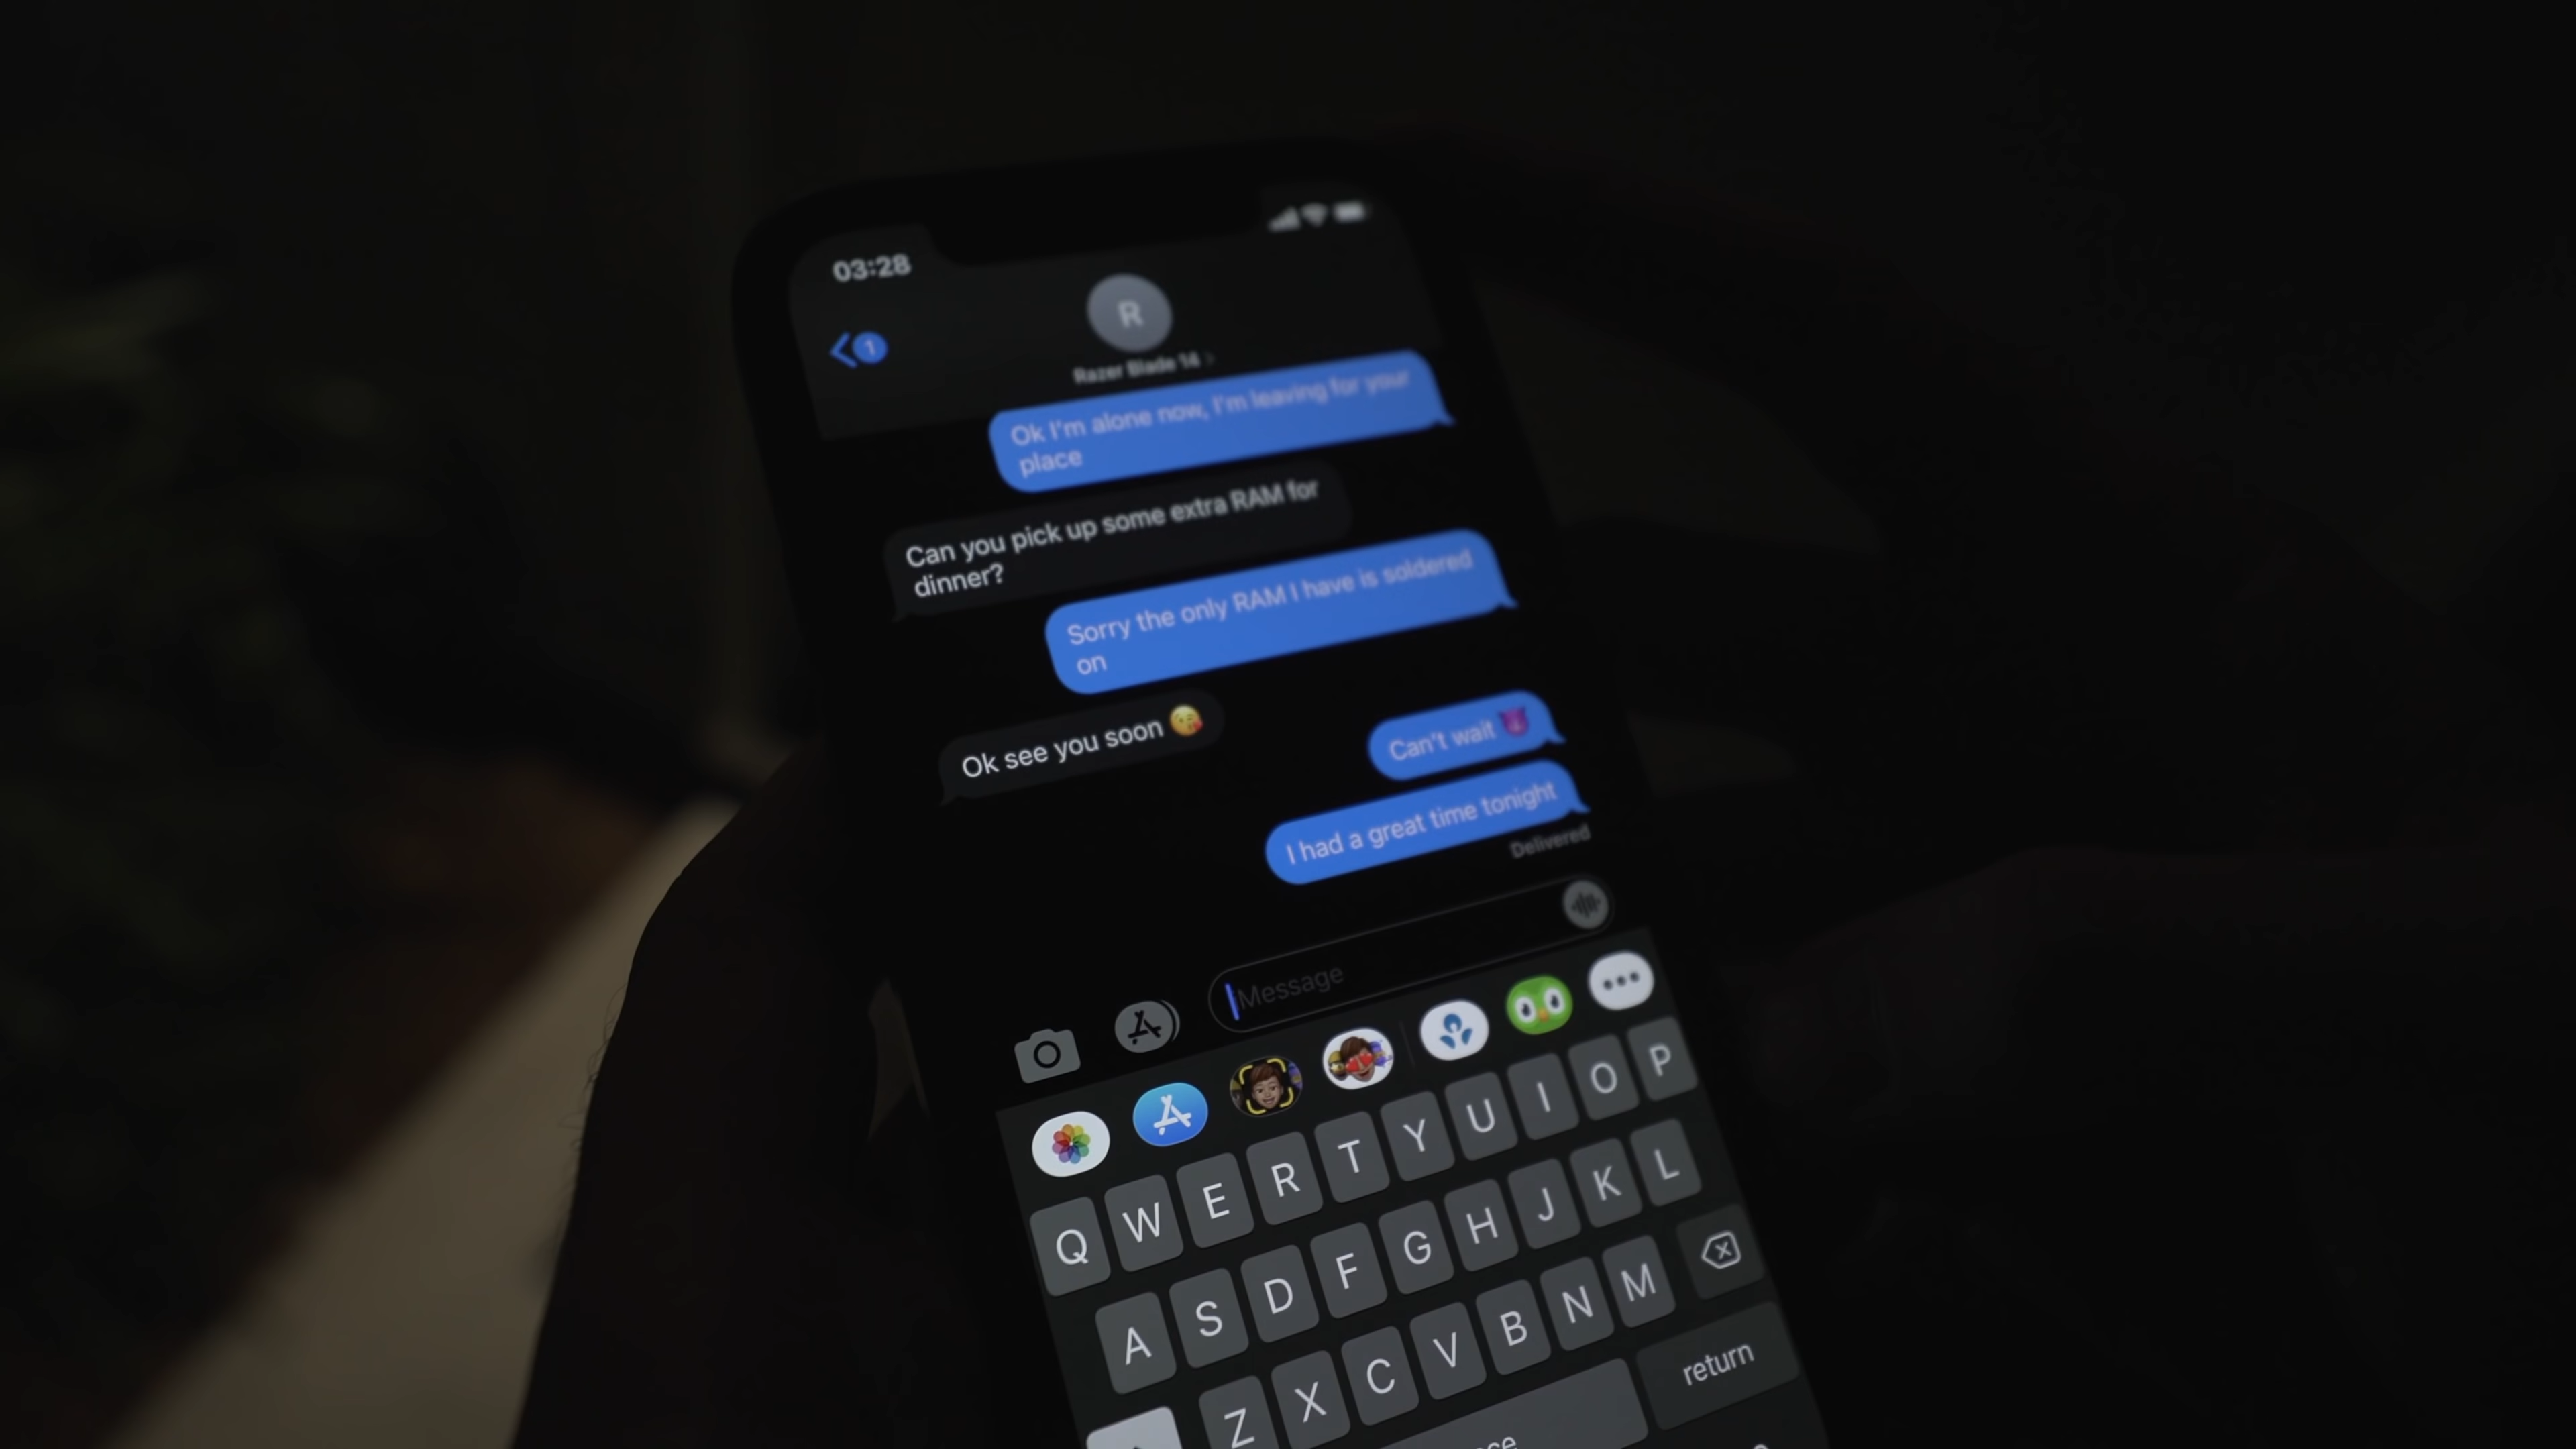 03:28
1
R
Razer Blade 14
Ok I'm alone now, I'm leaving for your
place
Can you pick up some extra RAM for
dinner?
Sorry the only RAM I have is soldered
on
Ok see you soon 😘
Can't wait 😈
I had a great time tonight
Delivered
Message
Q W E R T Y U I O P
A S D F G H J K L
Z X C V B N M
return